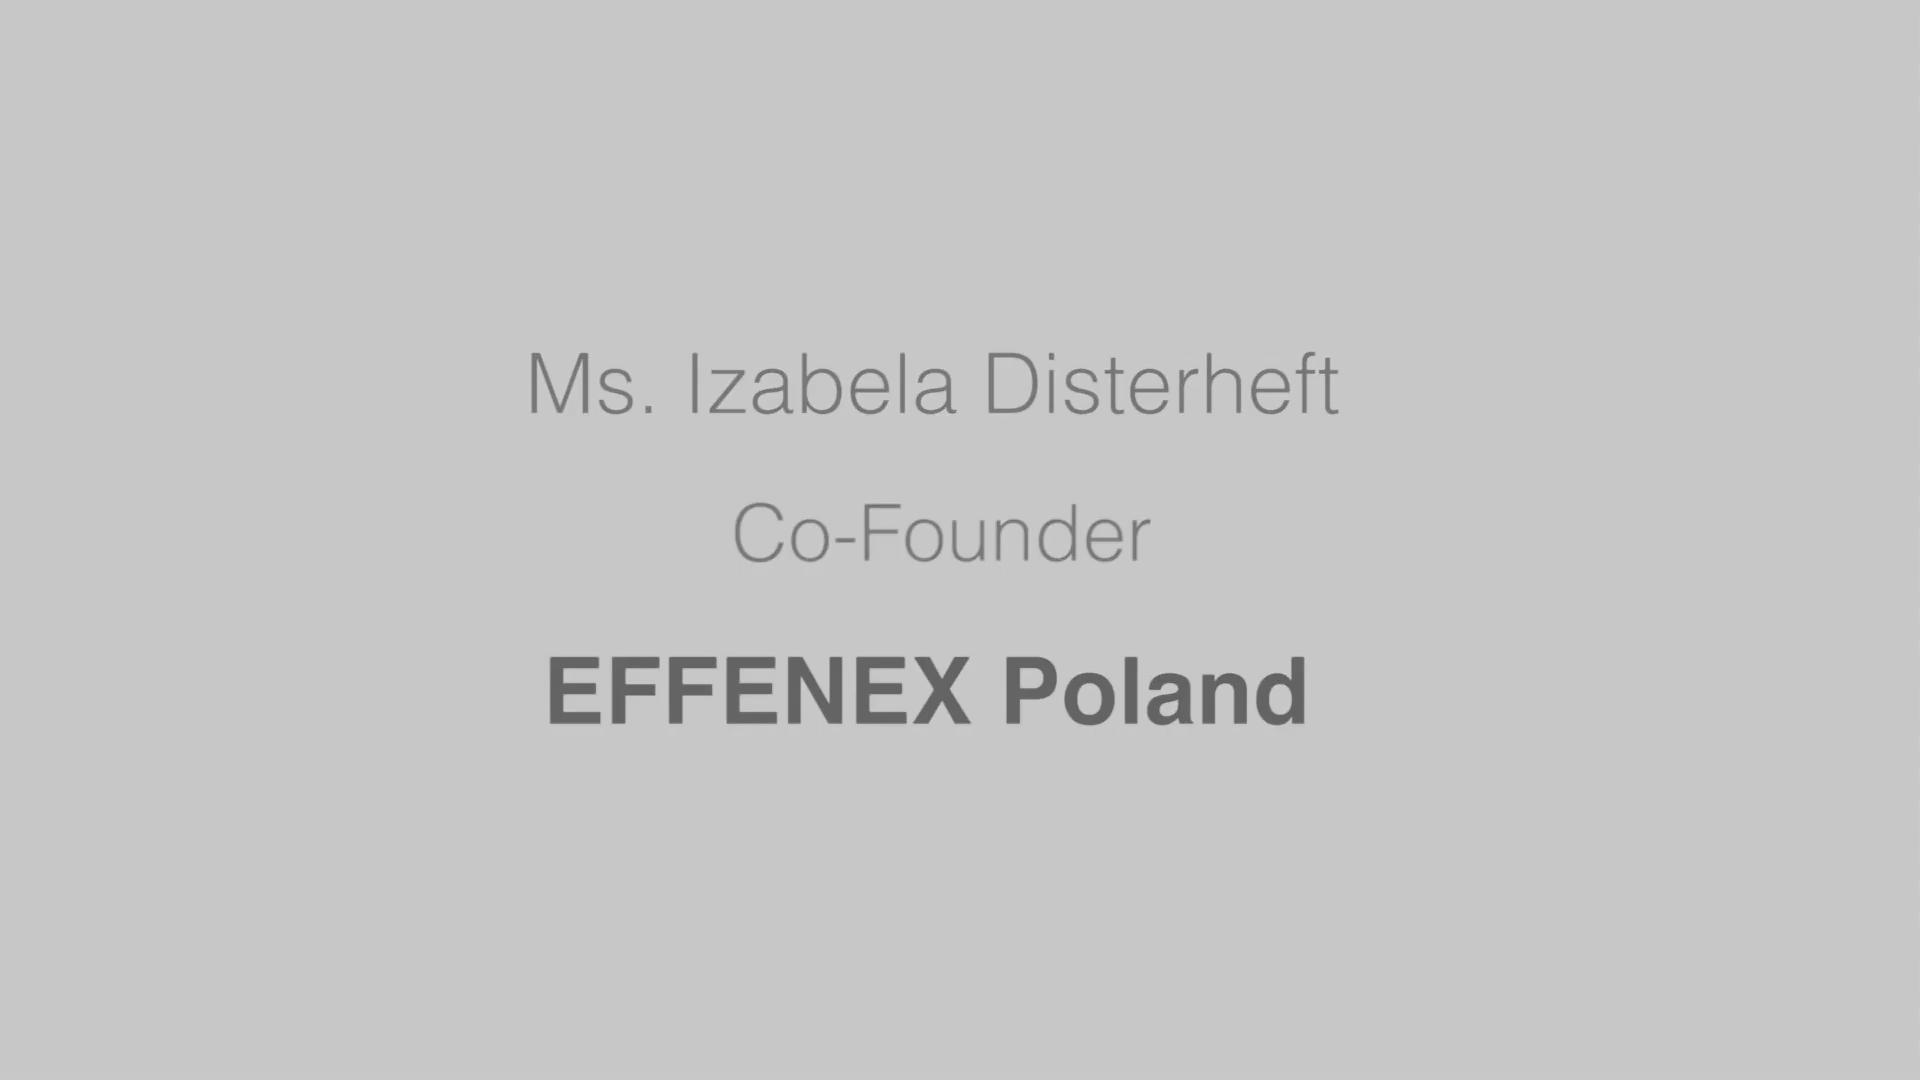 Ms. Izabela Disterheft
Co-Founder
EFFENEX Poland